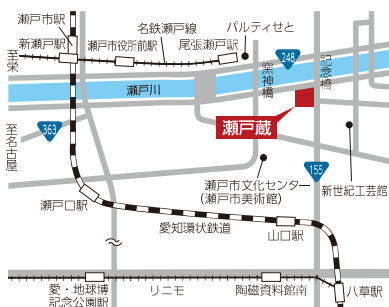 瀬戸市駅
名鉄瀬戸線
パルティせと
至栄
新瀬戸駅
瀬戸市役所前駅
尾張瀬戸駅
248
窯神橋
記念橋
瀬戸川
至名古屋
363
瀬戸蔵
155
瀬戸市文化センター
(瀬戸市美術館)
新世紀工芸館
瀬戸口駅
愛知環状鉄道
山口駅
愛・地球博
記念公園駅
リニモ
陶磁資料館南
八草駅